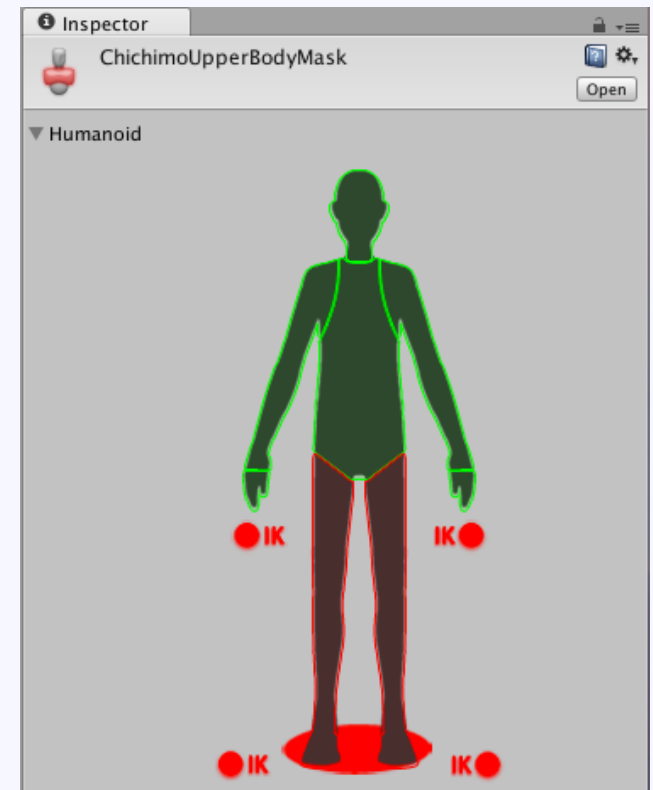 Inspector
ChichimoUpperBodyMask
Open
Humanoid
IK IK
IK IK